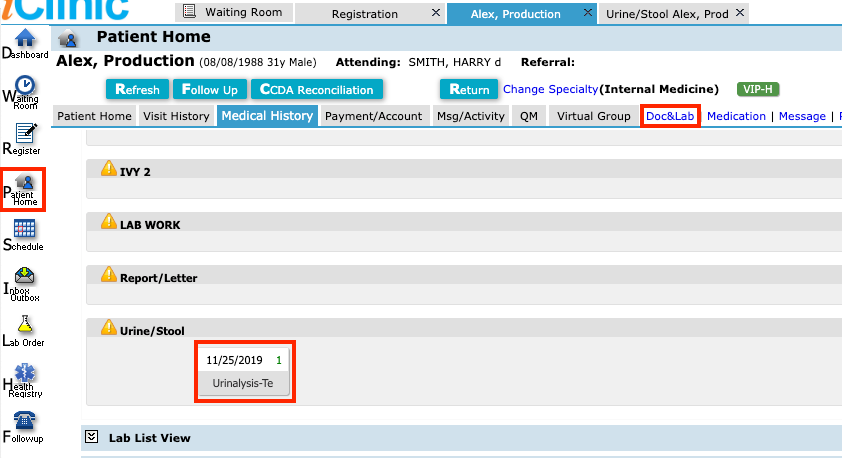 iClinic
Waiting Room
Registration ×
Alex, Production ×
Urine/Stool Alex, Prod ×
Dashboard
Waiting Room
Register
Patient Home
Schedule
Inbox Outbox
Lab Order
Health Registry
Followup
Patient Home
Alex, Production (08/08/1988 31y Male) Attending: SMITH, HARRY d Referral:
Refresh Follow Up CCDA Reconciliation Return Change Specialty(Internal Medicine) VIP-H
Patient Home Visit History Medical History Payment/Account Msg/Activity QM Virtual Group Doc&Lab Medication | Message |
IVY 2
LAB WORK
Report/Letter
Urine/Stool
11/25/2019 1
Urinalysis-Te
Lab List View